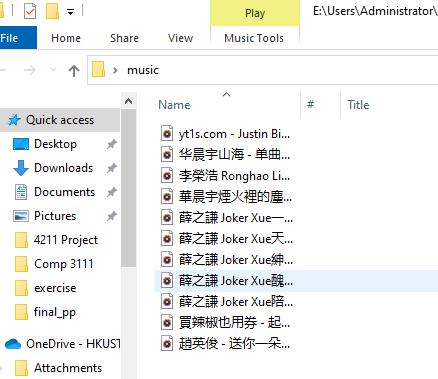 Play
E:\Users\Administrator\
File
Music Tools
music
Name
#
Title
Quick access
Desktop
Downloads
Documents
Pictures
4211 Project
Comp 3111
exercise
final_pp
OneDrive - HKUST
Attachments
yt1s.com - Justin Bi...
华晨宇山海 - 单曲...
李榮浩 Ronghao Li...
華晨宇煙火裡的塵...
薛之謙 Joker Xue一...
薛之謙 Joker Xue天...
薛之謙 Joker Xue紳...
薛之謙 Joker Xue醜...
薛之謙 Joker Xue陪...
買辣椒也用券 - 起...
趙英俊 - 送你一朵...